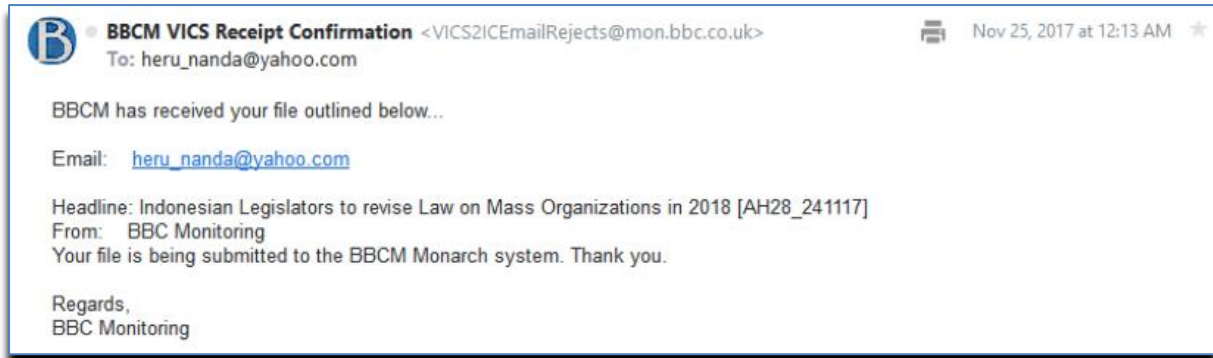 B
BBCM VICS Receipt Confirmation <VICS2ICEmailRejects@mon.bbc.co.uk> Nov 25, 2017 at 12:13 AM
To: heru_nanda@yahoo.com
BBCM has received your file outlined below...
Email: heru_nanda@yahoo.com
Headline: Indonesian Legislators to revise Law on Mass Organizations in 2018 [AH28_241117]
From: BBC Monitoring
Your file is being submitted to the BBCM Monarch system. Thank you.
Regards,
BBC Monitoring